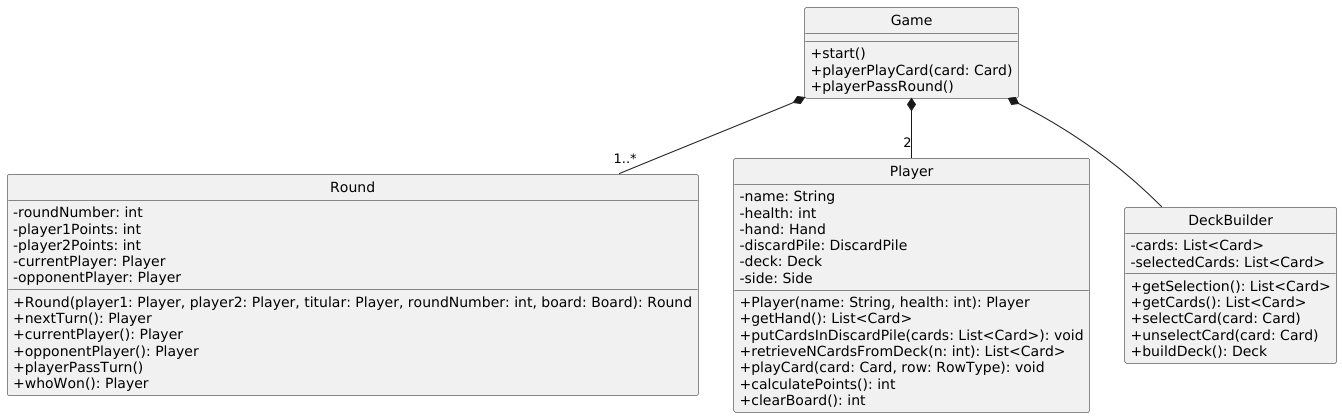 Game
+start()
+playerPlayCard(card: Card)
+playerPassRound()
1..*
2
Round
-roundNumber: int
-player1Points: int
-player2Points: int
-currentPlayer: Player
-opponentPlayer: Player
+Round(player1: Player, player2: Player, titular: Player, roundNumber: int, board: Board): Round
+nextTurn(): Player
+currentPlayer(): Player
+opponentPlayer(): Player
+playerPassTurn()
+whoWon(): Player
Player
-name: String
-health: int
-hand: Hand
-discardPile: DiscardPile
-deck: Deck
-side: Side
+Player(name: String, health: int): Player
+getHand(): List<Card>
+putCardsInDiscardPile(cards: List<Card>): void
+retrieveNCardsFromDeck(n: int): List<Card>
+playCard(card: Card, row: RowType): void
+calculatePoints(): int
+clearBoard(): int
DeckBuilder
-cards: List<Card>
-selectedCards: List<Card>
+getSelection(): List<Card>
+getCards(): List<Card>
+selectCard(card: Card)
+unselectCard(card: Card)
+buildDeck(): Deck